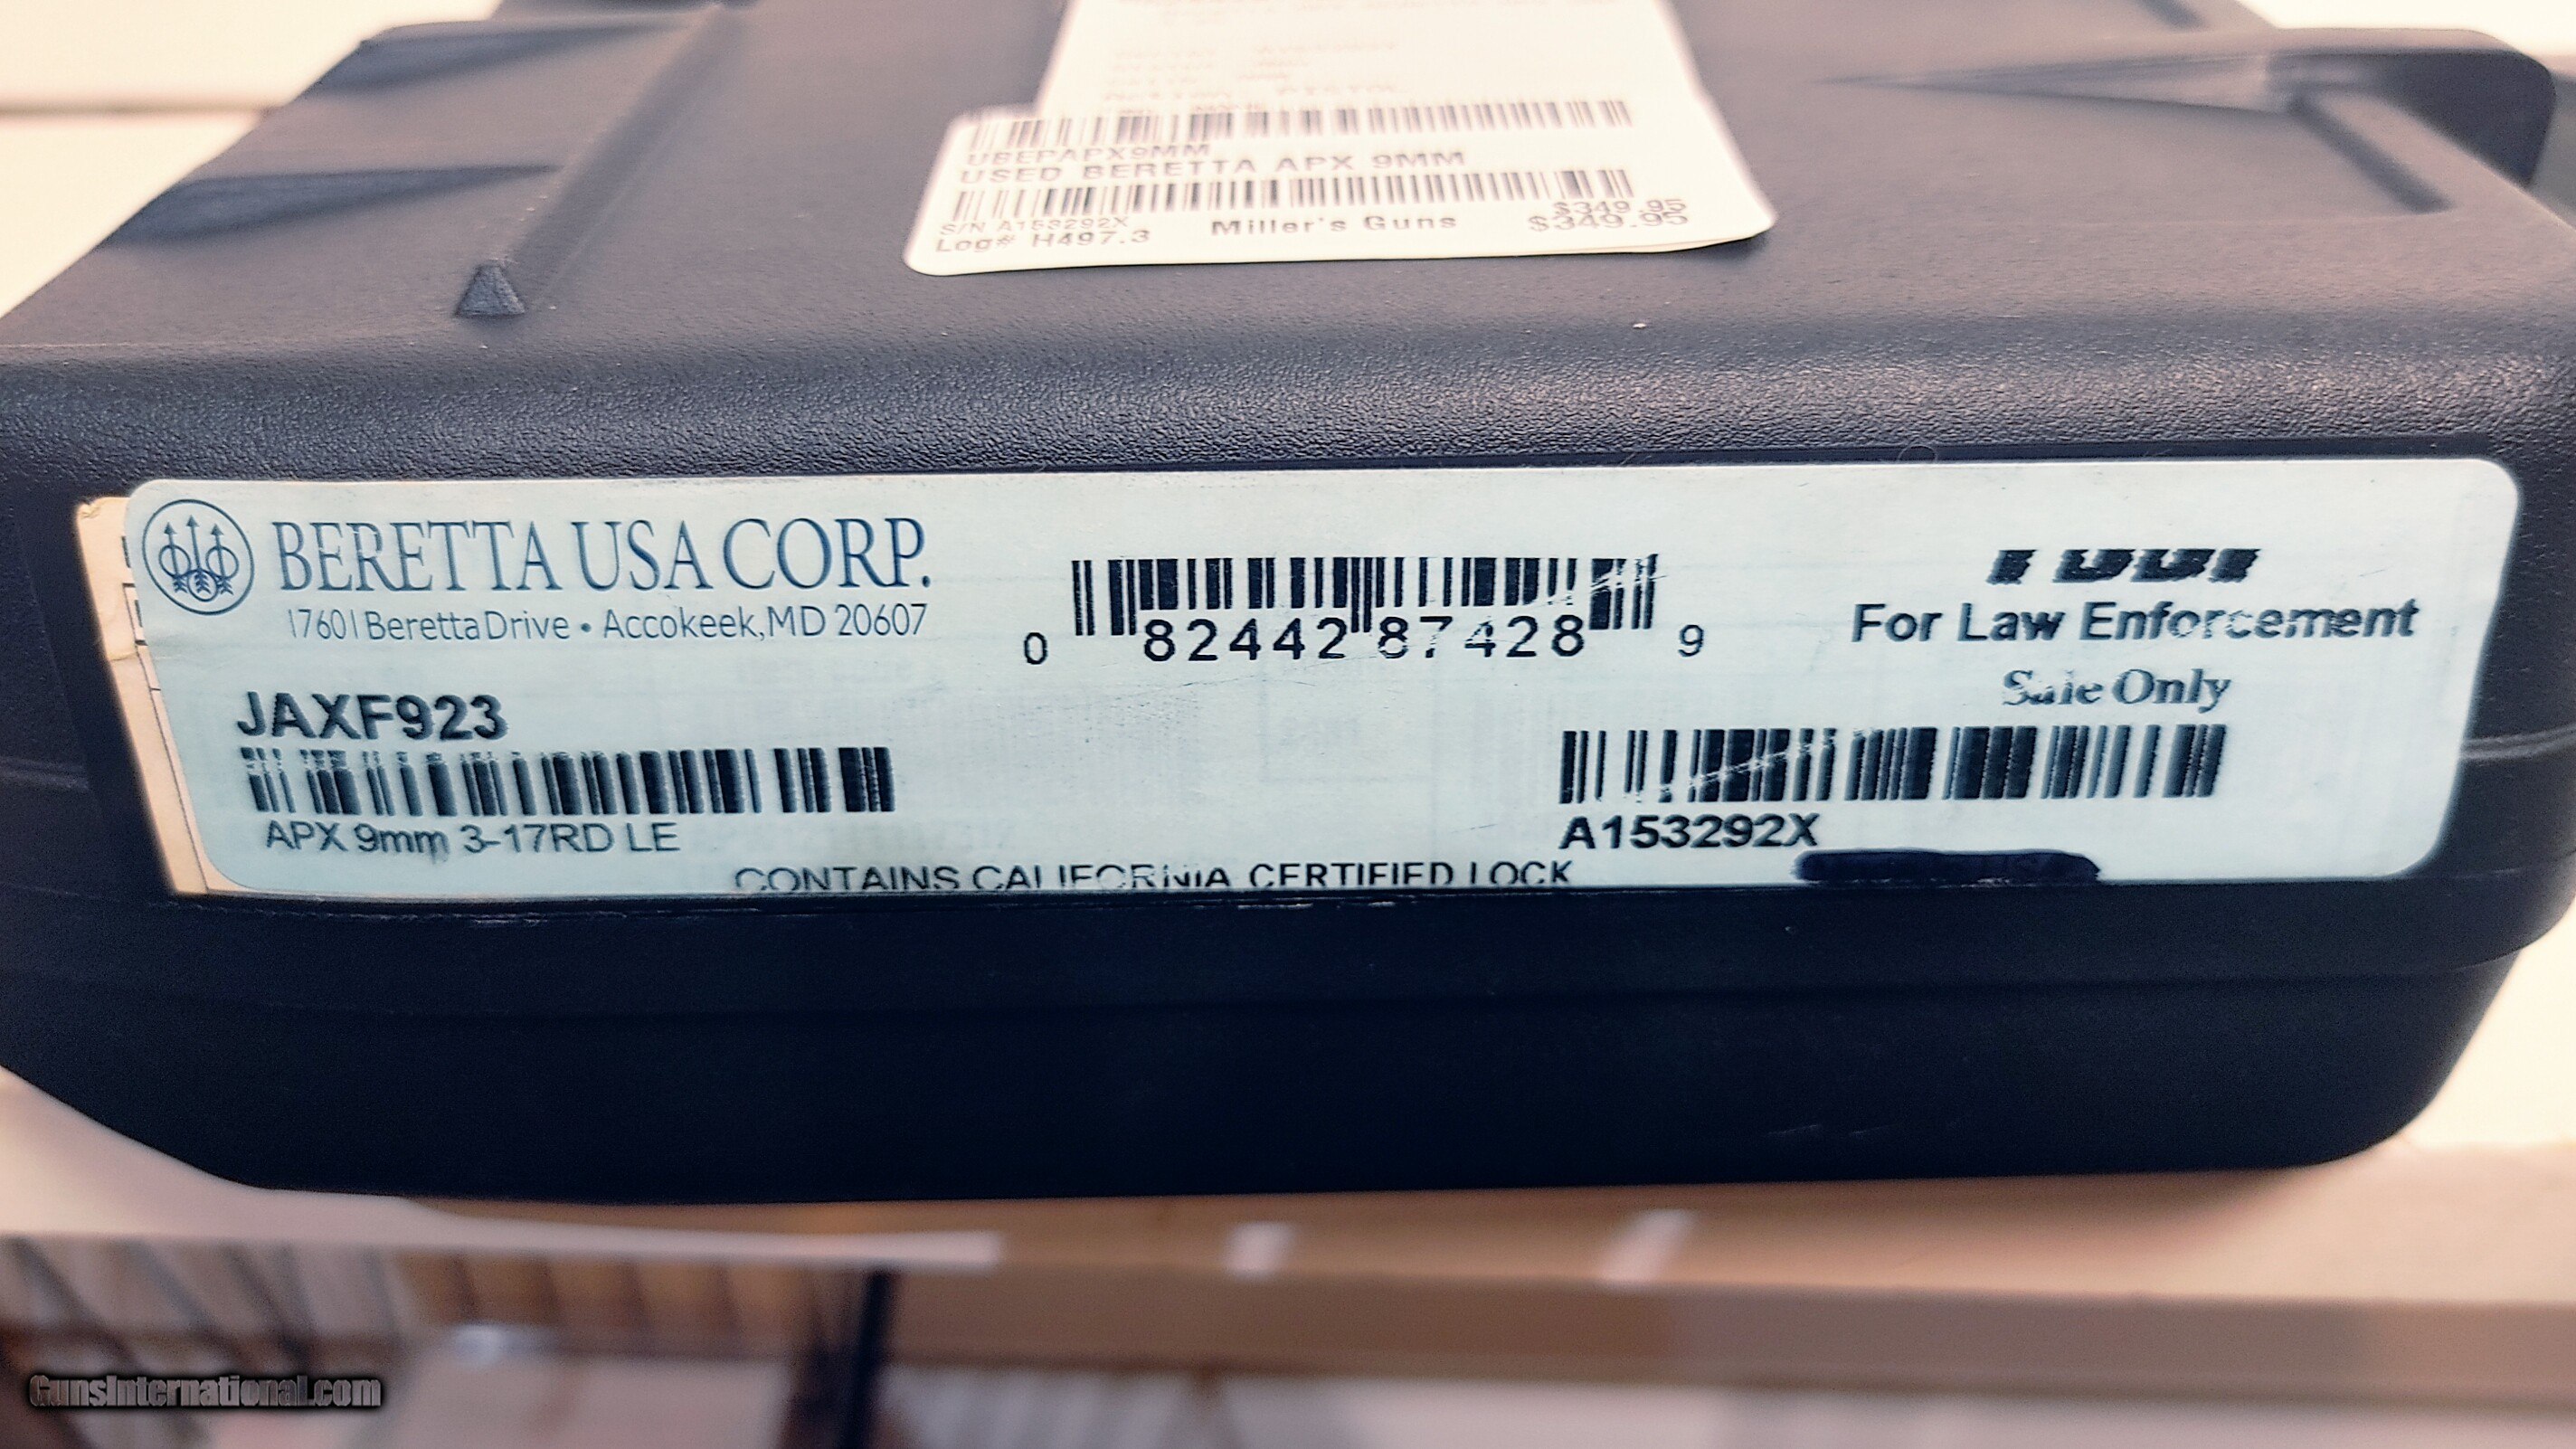 UBEPAPX9MM
USED BERETTA APX 9MM
S/N A153292X
Log# H497.3
Miller's Guns
$349.95
$349.95
BERETTA USA CORP.
17601 Beretta Drive • Accokeek, MD 20607
0 82442 87428 9
For Law Enforcement
Sale Only
JAXF923
APX 9mm 3-17RD LE
A153292X
CONTAINS CALIFORNIA CERTIFIED LOCK
GunsInternational.com